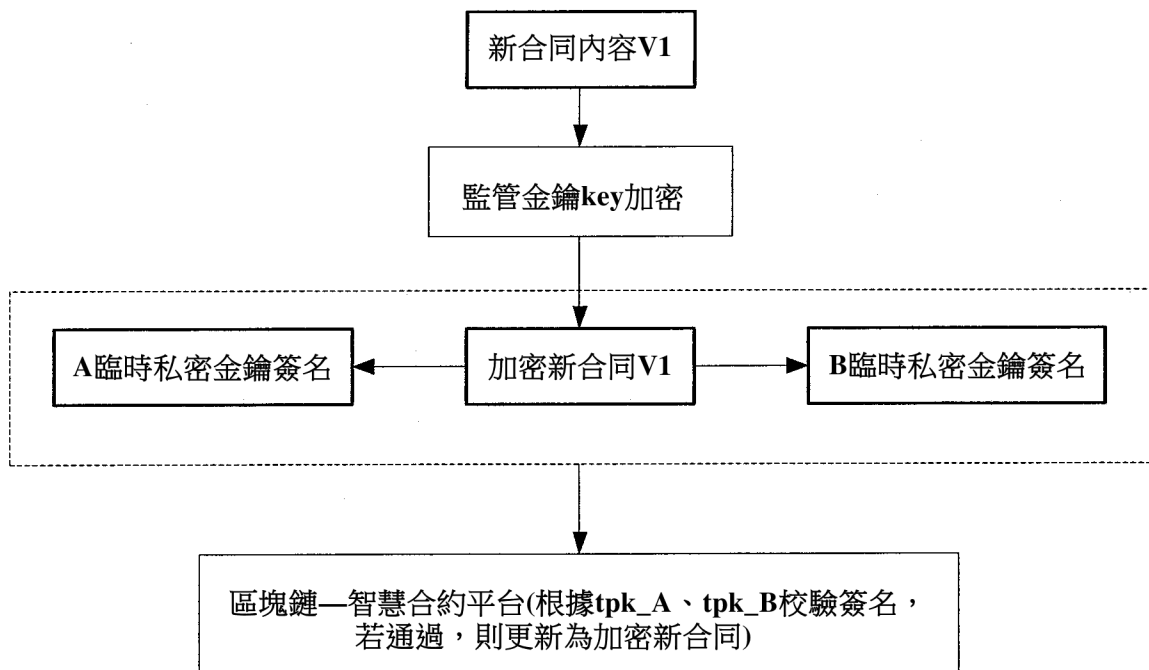 新合同內容V1
監管金鑰key加密
A臨時私密金鑰簽名
加密新合同V1
B臨時私密金鑰簽名
區塊鏈—智慧合約平台(根據tpk_A、tpk_B校驗簽名，
若通過，則更新為加密新合同)